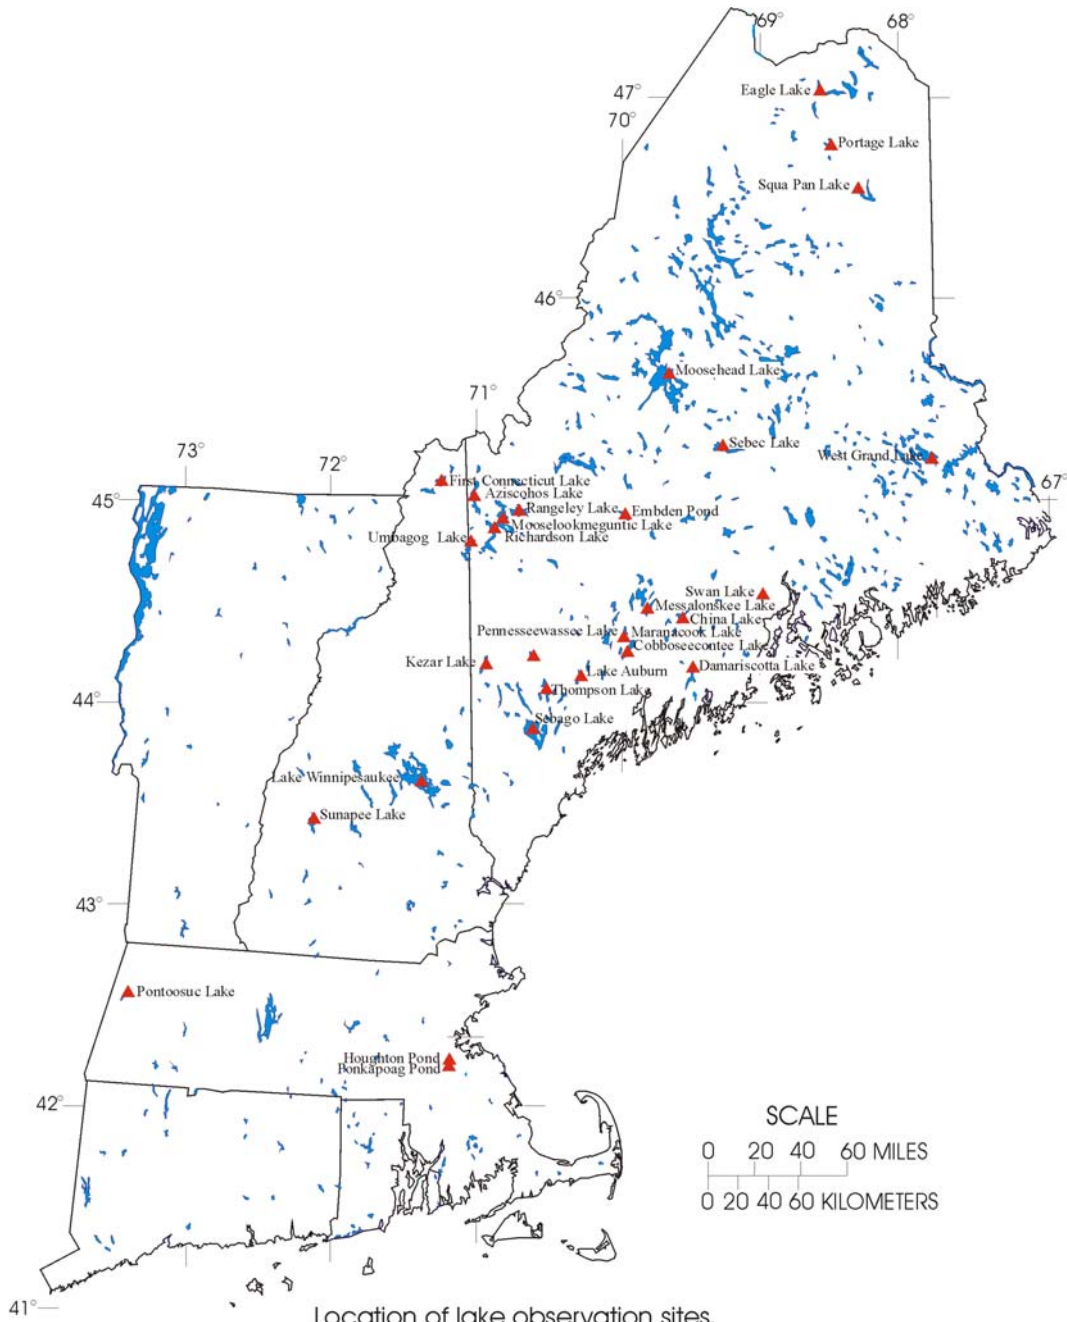 69°
68°
Eagle Lake
47°
70°
Portage Lake
Squa Pan Lake
46°
Moosehead Lake
71°
Sebec Lake
73°
72°
West Grand Lake
First Connecticut Lake
67°
Aziscohos Lake
45°
Rangeley Lake
Embden Pond
Mooselookmeguntic Lake
Umbagog Lake
Richardson Lake
Swan Lake
Messalonskee Lake
China Lake
Pennesseewassee Lake
Maranacook Lake
Cobboseecontee Lake
Kezar Lake
Damariscotta Lake
Lake Auburn
Thompson Lake
44°
Sebago Lake
Lake Winnipesaukee
Sunapee Lake
43°
Pontoosuc Lake
Houghton Pond
Ponkapoag Pond
42°
SCALE
0 20 40 60 MILES
0 20 40 60 KILOMETERS
41°
Location of lake observation sites.